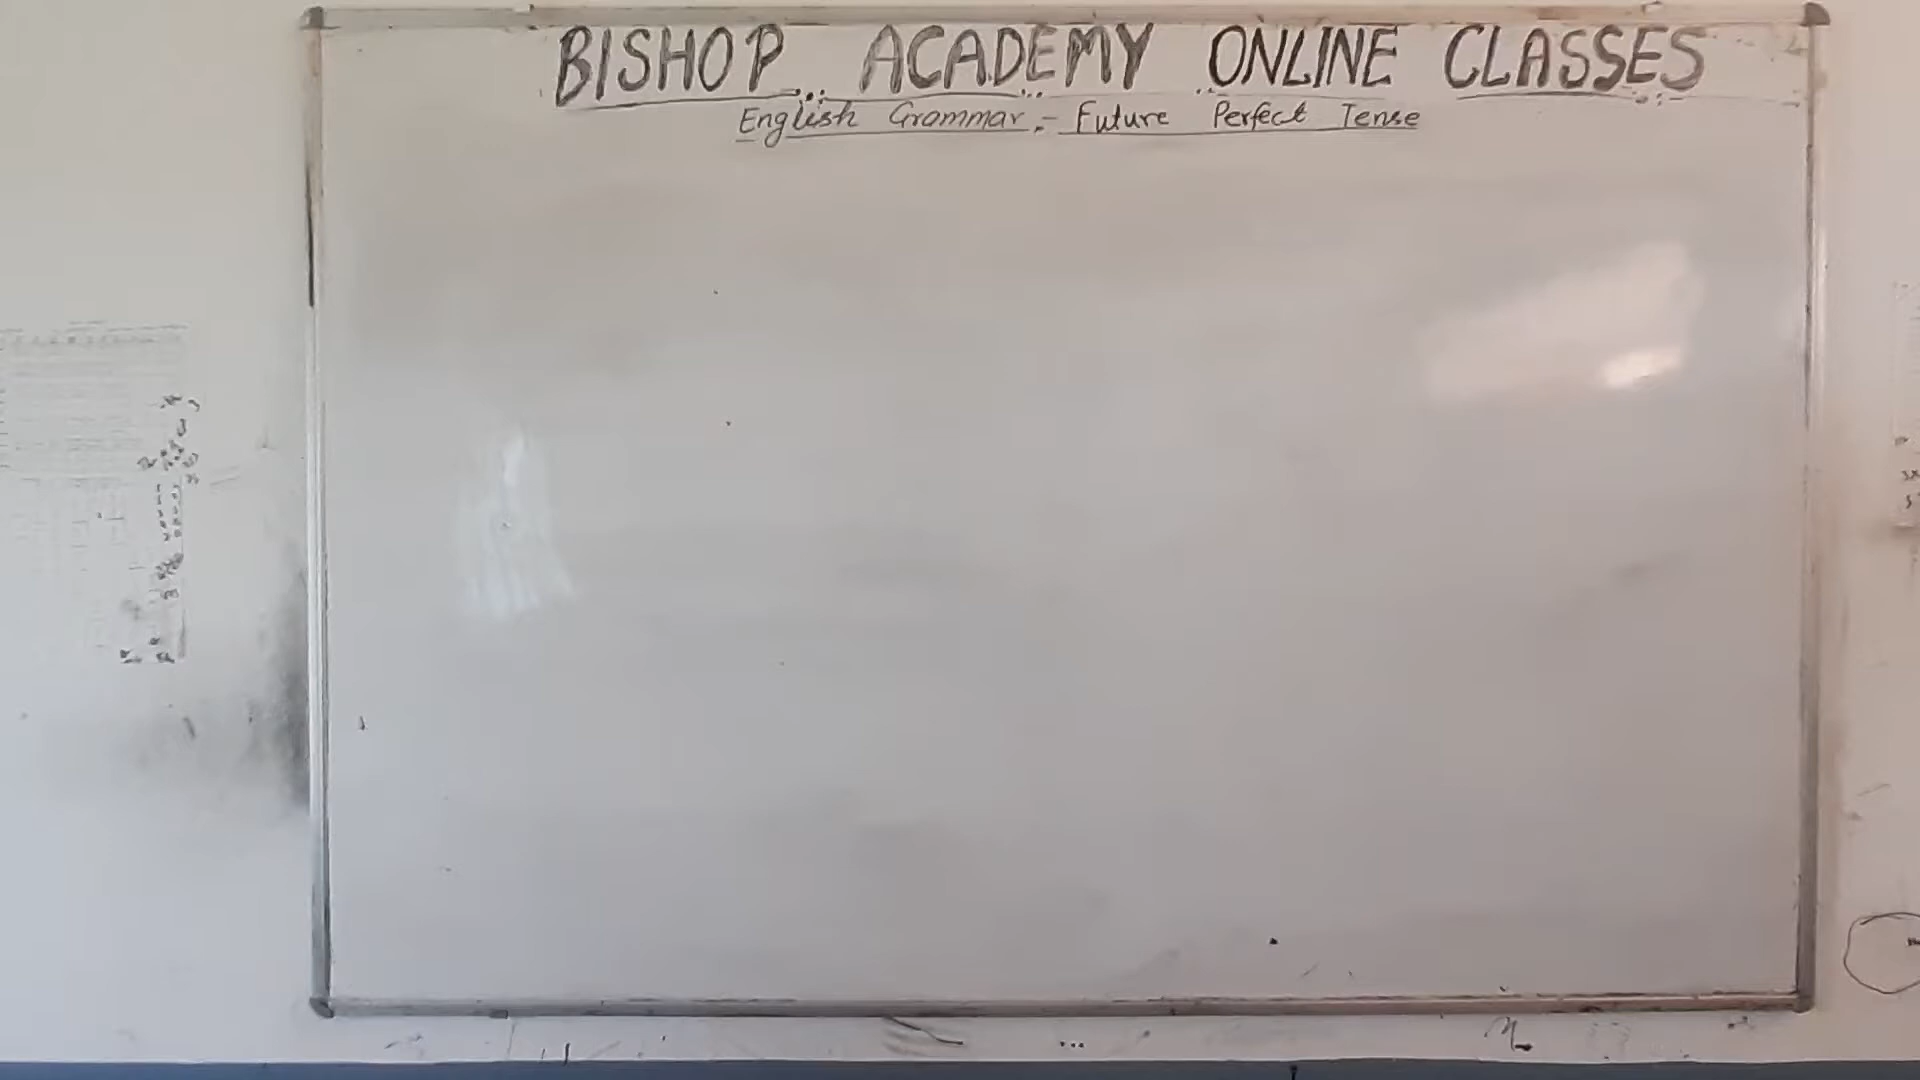 BISHOP ACADEMY ONLINE CLASSES
English Grammar :- Future Perfect Tense